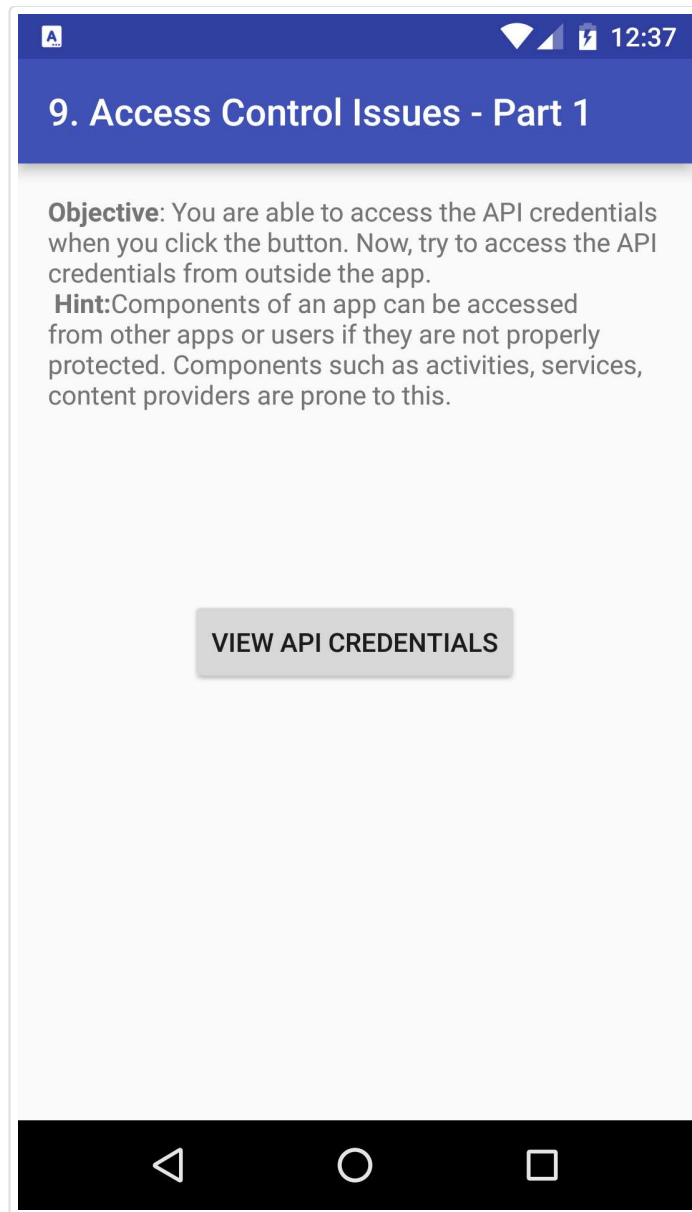 A
12:37
9. Access Control Issues - Part 1
Objective: You are able to access the API credentials
when you click the button. Now, try to access the API
credentials from outside the app.
Hint:Components of an app can be accessed
from other apps or users if they are not properly
protected. Components such as activities, services,
content providers are prone to this.
VIEW API CREDENTIALS